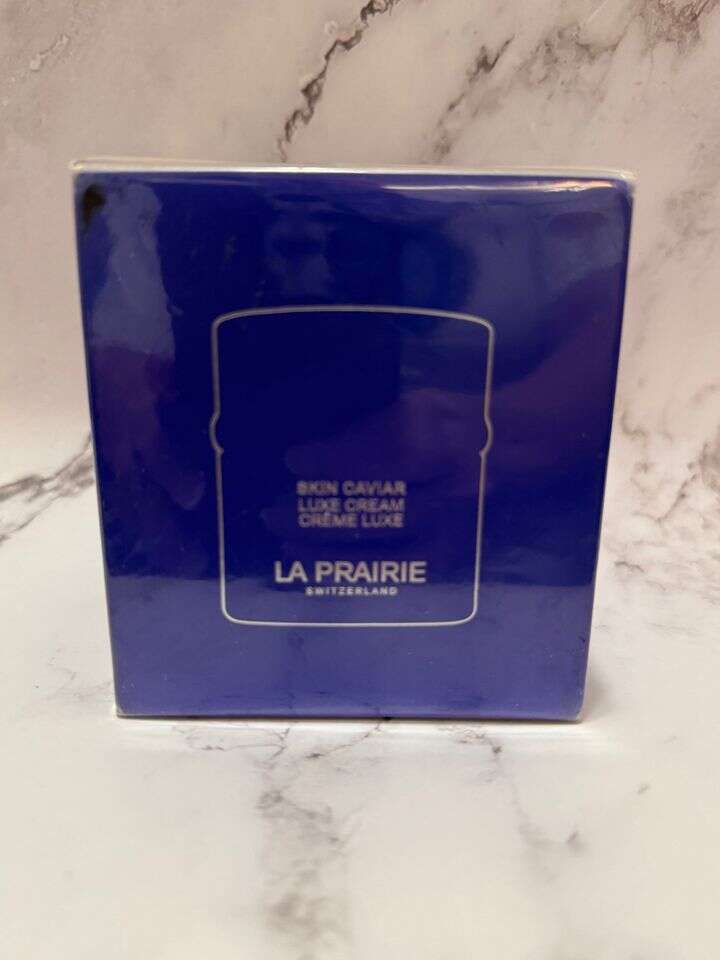 SKIN CAVIAR
LUXE CREAM
CRÈME LUXE
LA PRAIRIE
SWITZERLAND